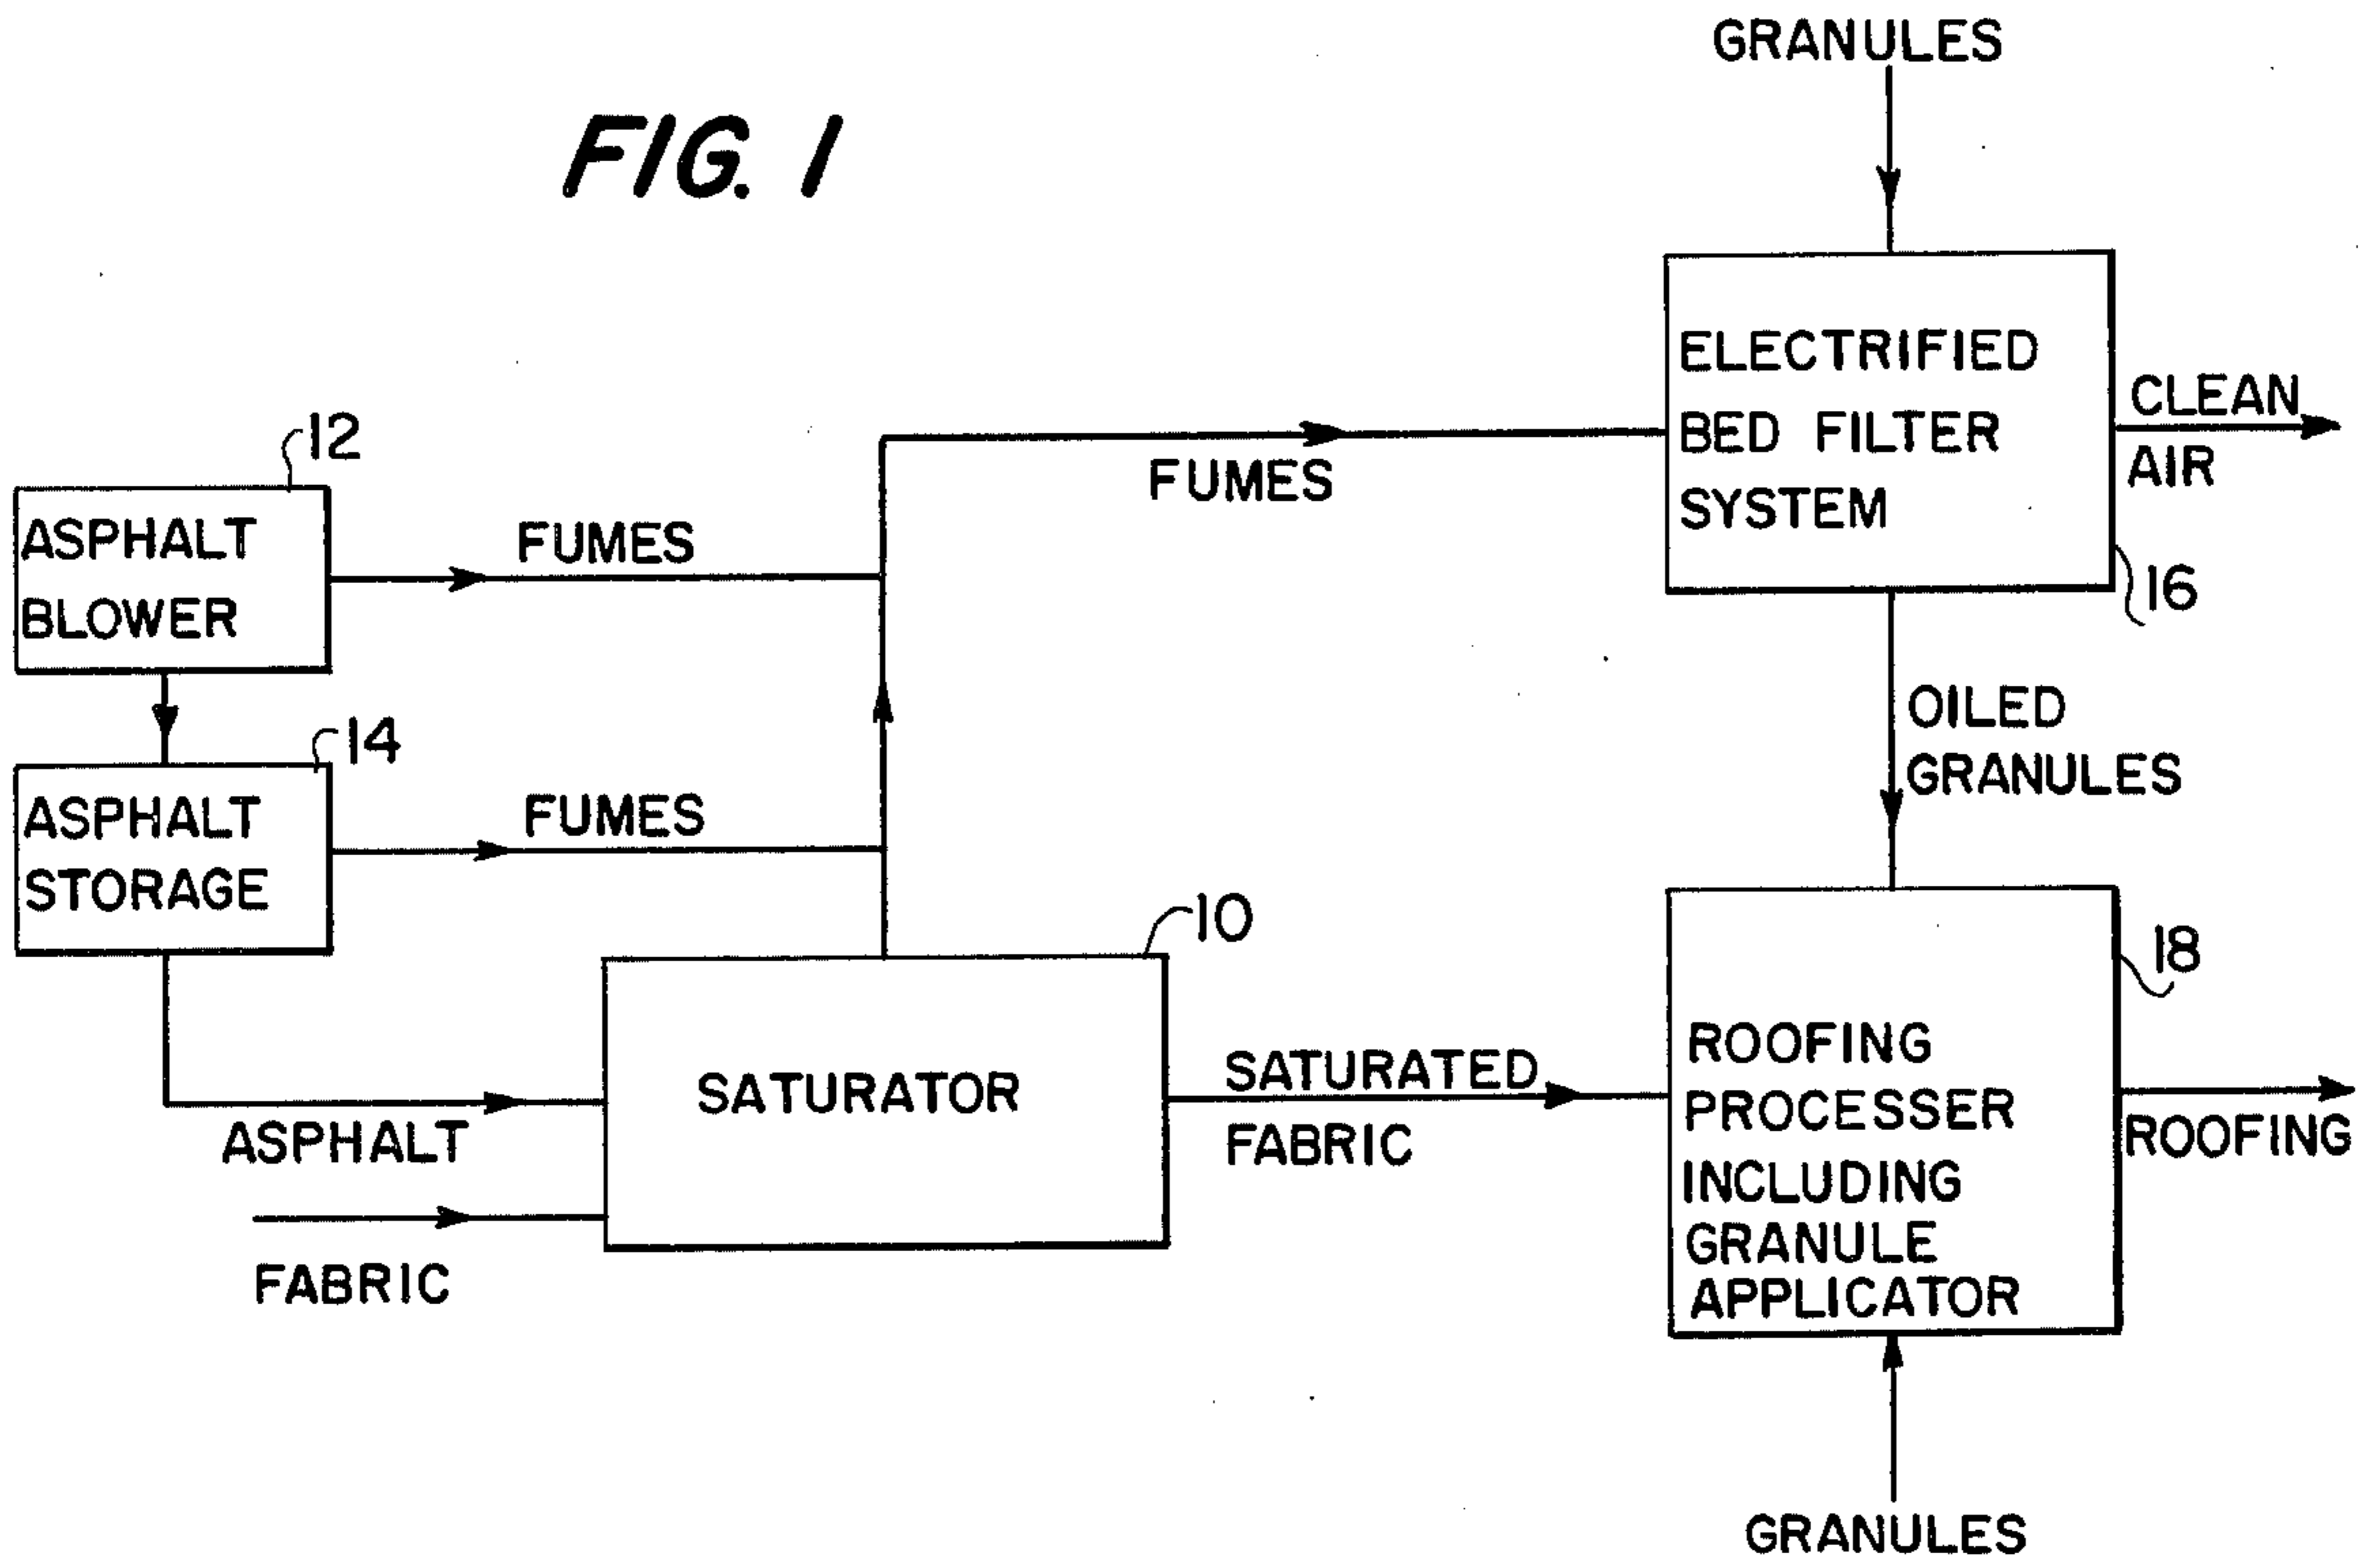 GRANULES
FIG. 1
ELECTRIFIED
BED FILTER
SYSTEM
CLEAN
AIR
16
FUMES
12
ASPHALT
BLOWER
FUMES
14
ASPHALT
STORAGE
FUMES
OILED
GRANULES
10
SATURATOR
ASPHALT
FABRIC
SATURATED
FABRIC
18
ROOFING
PROCESSER
INCLUDING
GRANULE
APPLICATOR
ROOFING
GRANULES